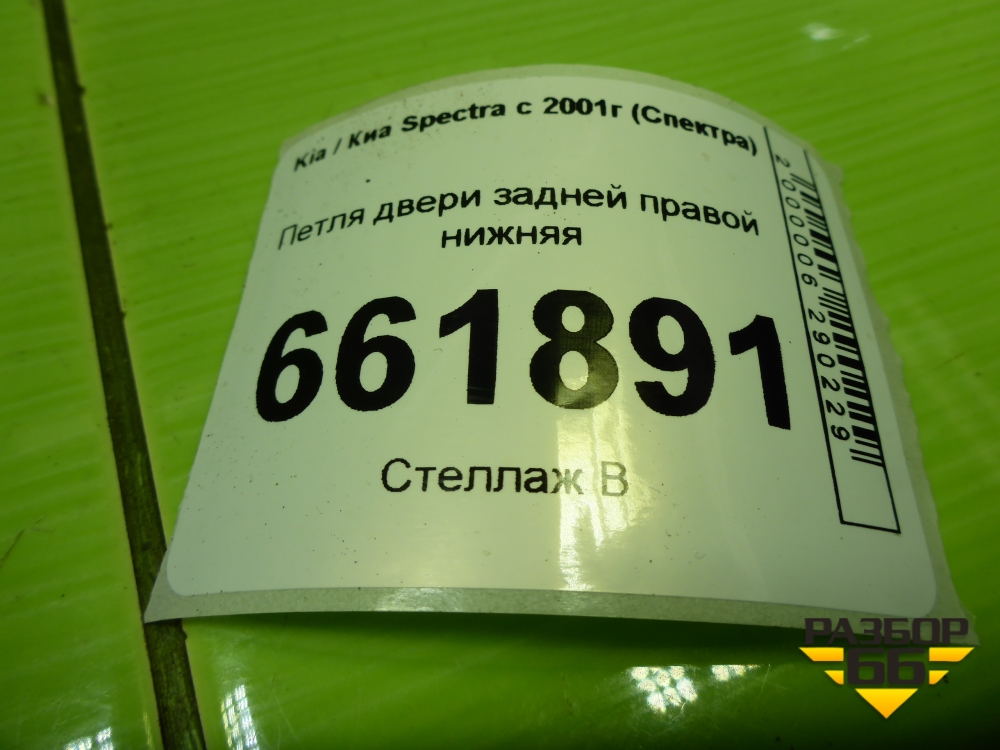 Kia / Киа Spectra с 2001г (Спектра)
Петля двери задней правой
нижняя
661891
Стеллаж В
2000006290229
РАЗБОР
66